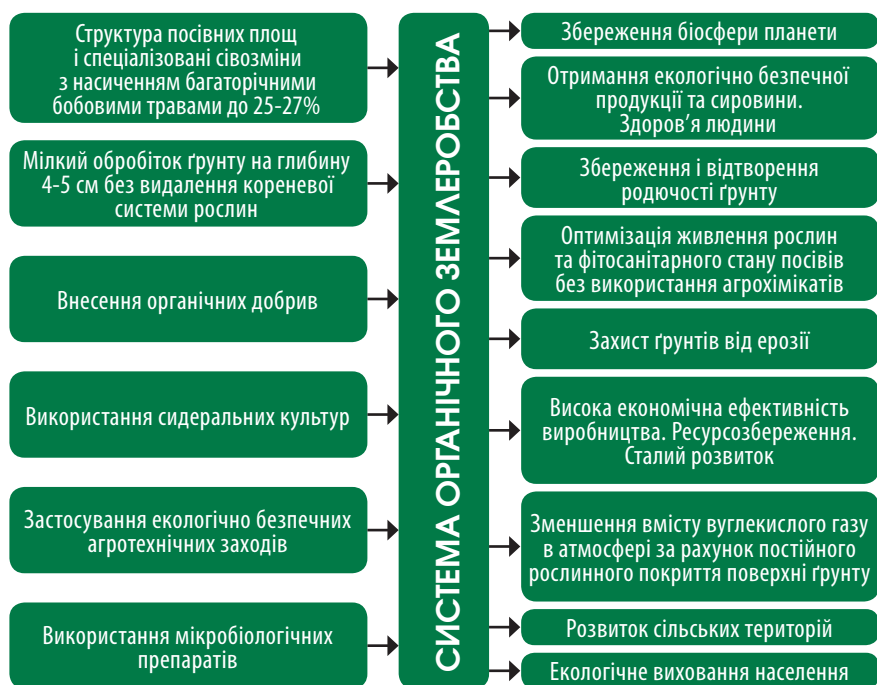 Структура посівних площ
і спеціалізовані сівозміни
з насиченням багаторічними
бобовими травами до 25-27%
Мілкий обробіток ґрунту на глибину
4-5 см без видалення кореневої
системи рослин
Внесення органічних добрив
Використання сидеральних культур
Застосування екологічно безпечних
агротехнічних заходів
Використання мікробіологічних
препаратів
СИСТЕМА ОРГАНІЧНОГО ЗЕМЛЕРОБСТВА
Збереження біосфери планети
Отримання екологічно безпечної
продукції та сировини.
Здоров’я людини
Збереження і відтворення
родючості ґрунту
Оптимізація живлення рослин
та фітосанітарного стану посівів
без використання агрохімікатів
Захист ґрунтів від ерозії
Висока економічна ефективність
виробництва. Ресурсозбереження.
Сталий розвиток
Зменшення вмісту вуглекислого газу
в атмосфері за рахунок постійного
рослинного покриття поверхні ґрунту
Розвиток сільських територій
Екологічне виховання населення